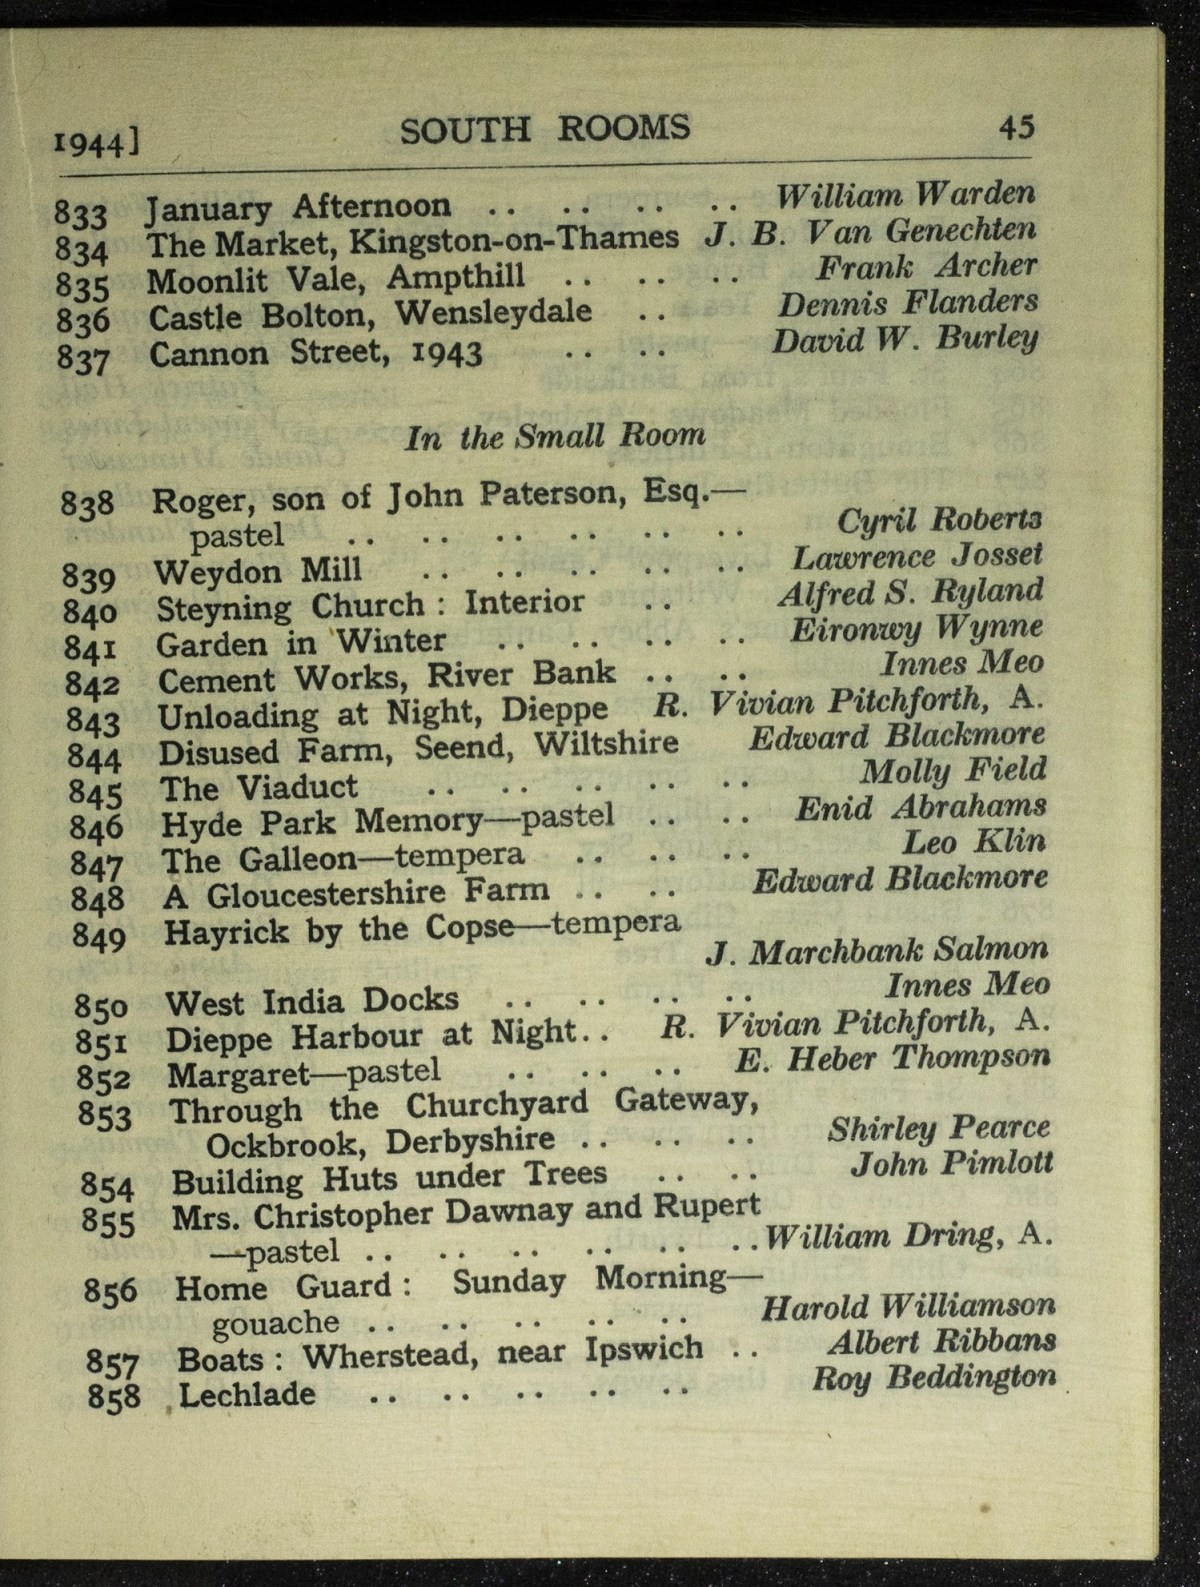 1944] SOUTH ROOMS 45
833 January Afternoon .. .. .. .. William Warden
834 The Market, Kingston-on-Thames J. B. Van Genechten
835 Moonlit Vale, Ampthill .. .. .. Frank Archer
836 Castle Bolton, Wensleydale .. Dennis Flanders
837 Cannon Street, 1943 .. .. David W. Burley
In the Small Room
838 Roger, son of John Paterson, Esq.—
pastel .. .. .. .. .. .. Cyril Roberts
839 Weydon Mill .. .. .. .. .. Lawrence Josset
840 Steyning Church : Interior .. Alfred S. Ryland
841 Garden in Winter .. .. .. .. Eironwy Wynne
842 Cement Works, River Bank .. .. Innes Meo
843 Unloading at Night, Dieppe R. Vivian Pitchforth, A.
844 Disused Farm, Seend, Wiltshire Edward Blackmore
845 The Viaduct .. .. .. .. .. Molly Field
846 Hyde Park Memory—pastel .. .. Enid Abrahams
847 The Galleon—tempera .. .. .. Leo Klin
848 A Gloucestershire Farm .. .. Edward Blackmore
849 Hayrick by the Copse—tempera
J. Marchbank Salmon
850 West India Docks .. .. .. .. Innes Meo
851 Dieppe Harbour at Night.. R. Vivian Pitchforth, A.
852 Margaret—pastel .. .. .. E. Heber Thompson
853 Through the Churchyard Gateway,
Ockbrook, Derbyshire .. .. .. Shirley Pearce
854 Building Huts under Trees .. .. John Pimlott
855 Mrs. Christopher Dawnay and Rupert
—pastel .. .. .. .. .. .. William Dring, A.
856 Home Guard : Sunday Morning—
gouache .. .. .. .. .. Harold Williamson
857 Boats : Wherstead, near Ipswich .. Albert Ribbans
858 Lechlade .. .. .. .. .. Roy Beddington